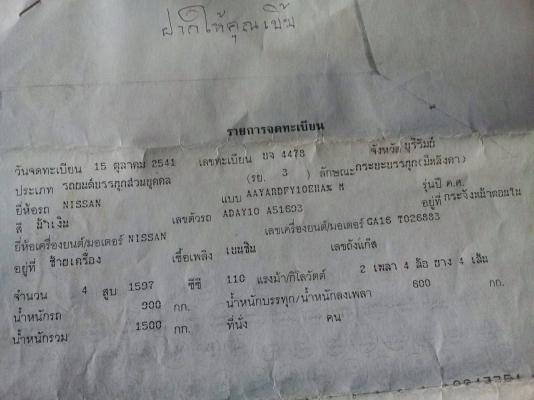 ฝากให้คุณเบ้ม
รายการจดทะเบียน
วันจดทะเบียน 15 ตุลาคม 2541 เลขทะเบียน บจ 4478 จังหวัด บุรีรัมย์
ประเภท รถยนต์บรรทุกส่วนบุคคล (รย. 3 ) ลักษณะกระบะบรรทุก(มีหลังคา)
ยี่ห้อรถ NISSAN แบบ AAYARDFY10EHA% M รุ่นปี ค.ศ.
สี น้ำเงิน เลขตัวรถ ADAY10 A51693 อยู่ที่ กระจังหน้าตอนใน
ยี่ห้อเครื่องยนต์/มอเตอร์ NISSAN เลขเครื่องยนต์/มอเตอร์ GA16 T026883
อยู่ที่ ซ้ายเครื่อง เชื้อเพลิง เบนซิน เลขถังแก๊ส
จำนวน 4 สูบ 1597 ซีซี 110 แรงม้า/กิโลวัตต์ 2 เพลา 4 ล้อ ยาง 4 เส้น
น้ำหนักรถ 900 กก. น้ำหนักบรรทุก/น้ำหนักลงเพลา 600 กก.
น้ำหนักรวม 1500 กก. ที่นั่ง คน